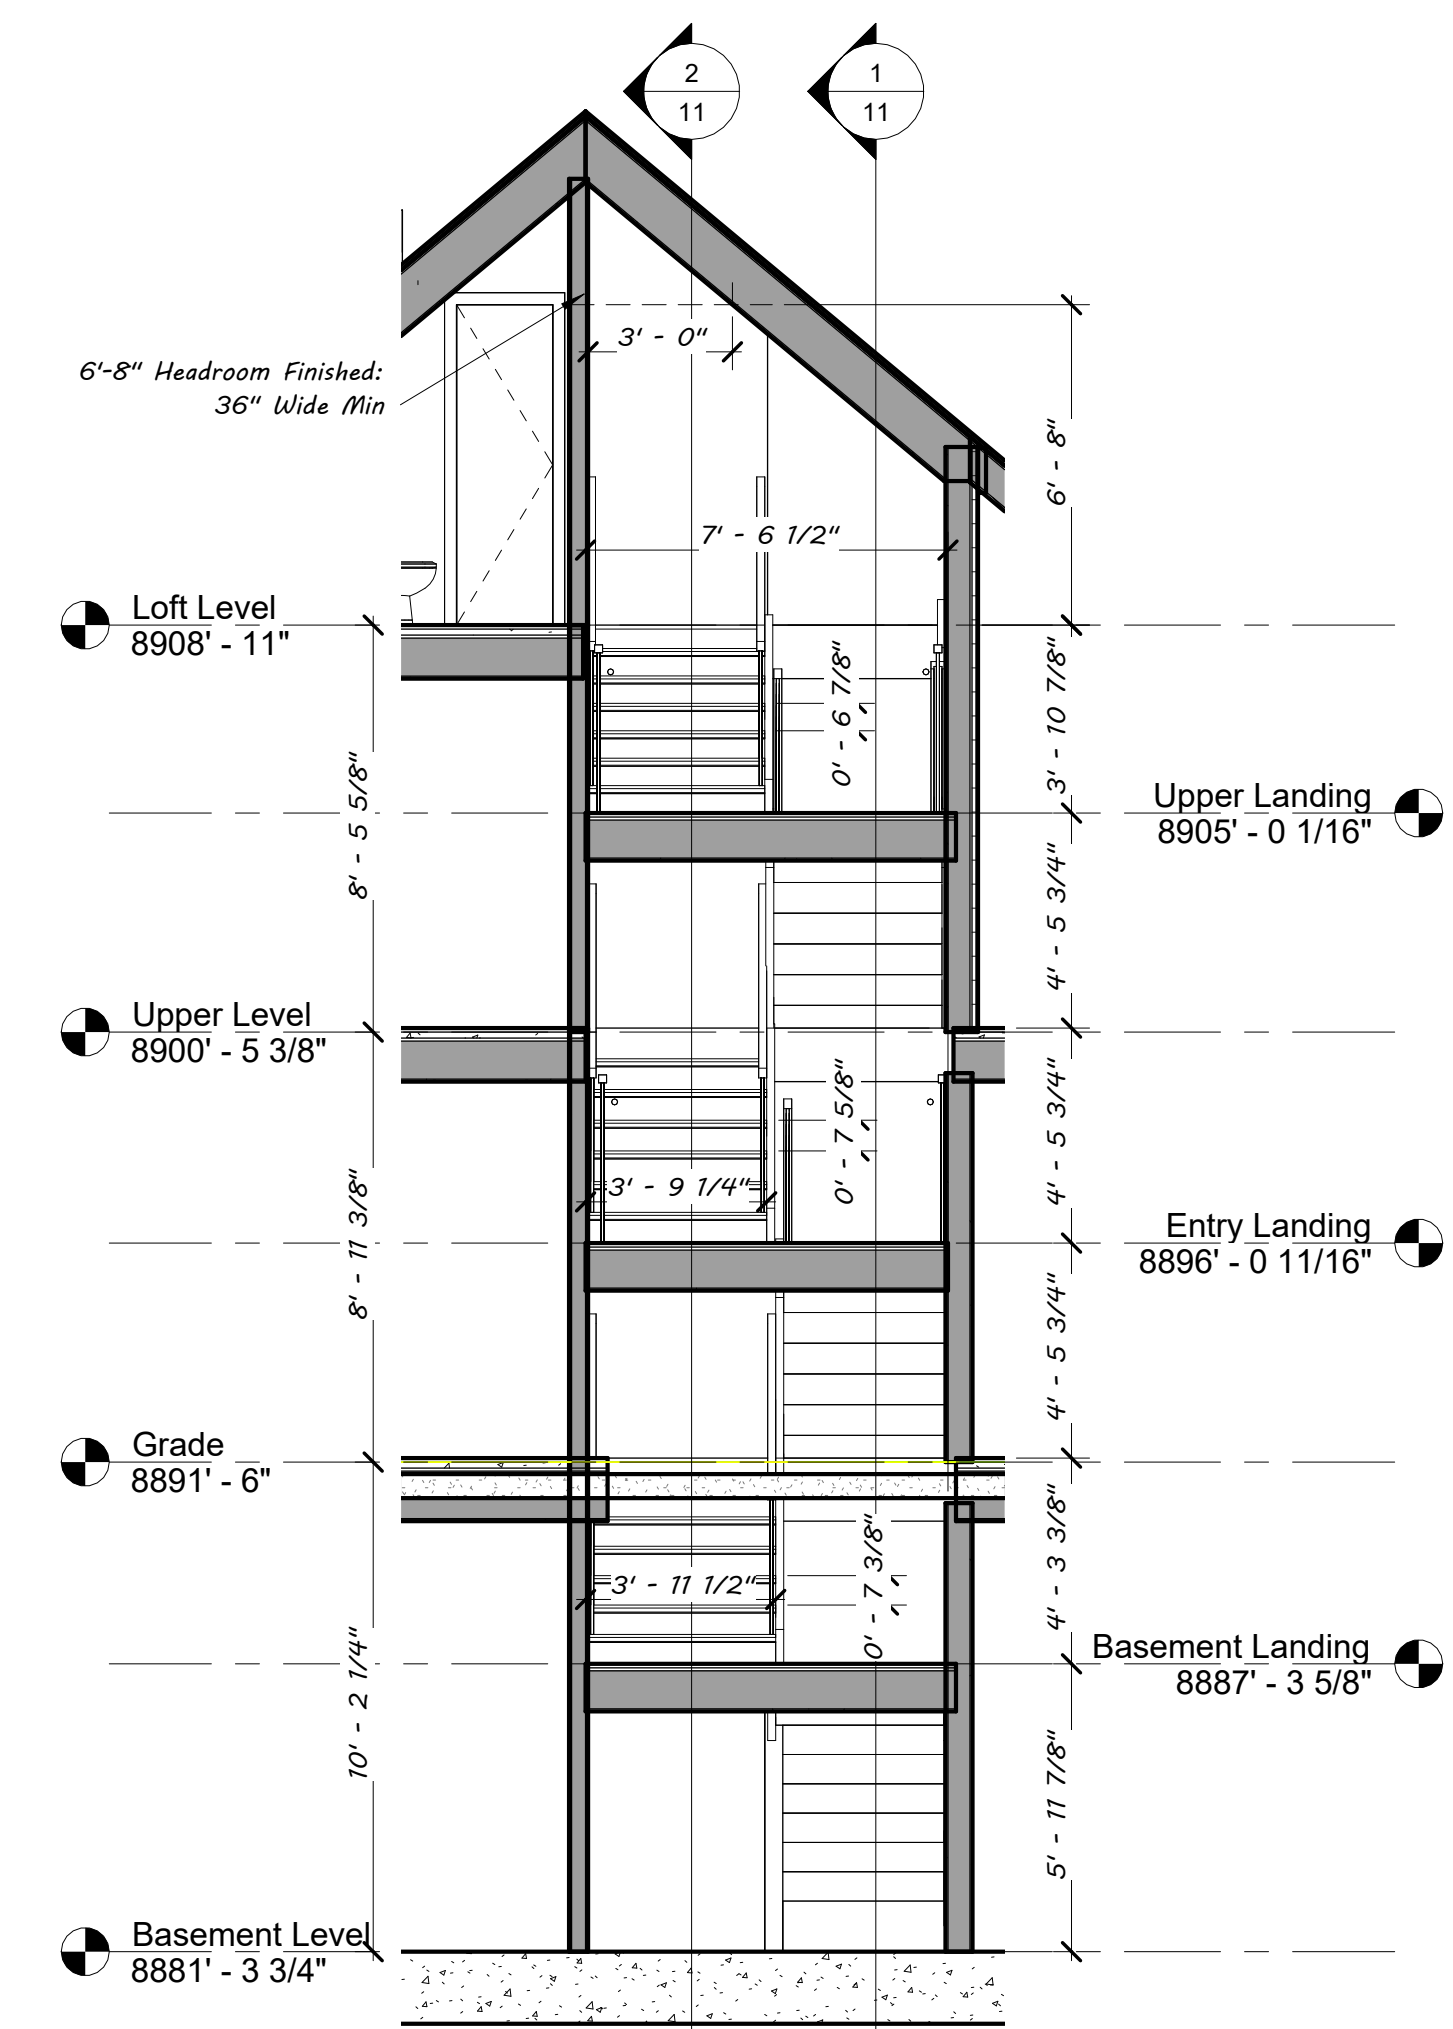 2
11
1
11
3' - 0"
6'-8" Headroom Finished:
36" Wide Min
6' - 8"
7' - 6 1/2"
Loft Level
8908' - 11"
0' - 6 7/8"
3' - 10 7/8"
8' - 5 5/8"
Upper Landing
8905' - 0 1/16"
4' - 5 3/4"
Upper Level
8900' - 5 3/8"
0' - 7 5/8"
4' - 5 3/4"
3' - 9 1/4"
8' - 11 3/8"
Entry Landing
8896' - 0 11/16"
4' - 5 3/4"
Grade
8891' - 6"
0' - 7 3/8"
4' - 3 3/8"
3' - 11 1/2"
10' - 2 1/4"
Basement Landing
8887' - 3 5/8"
5' - 11 7/8"
Basement Level
8881' - 3 3/4"